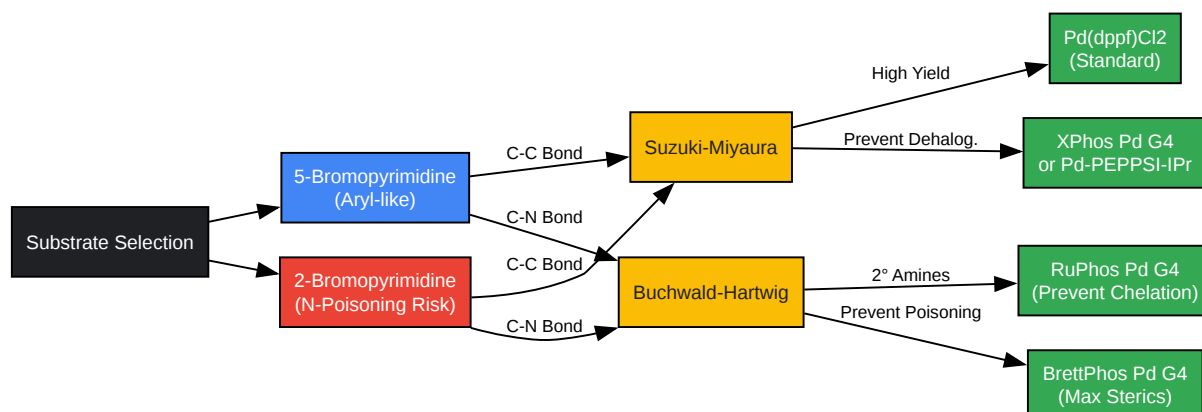 Substrate Selection
5-Bromopyrimidine
(Aryl-like)
2-Bromopyrimidine
(N-Poisoning Risk)
C-C Bond
C-N Bond
C-C Bond
C-N Bond
Suzuki-Miyaura
Buchwald-Hartwig
High Yield
Prevent Dehalog.
2° Amines
Prevent Poisoning
Pd(dppf)Cl2
(Standard)
XPhos Pd G4
or Pd-PEPPSI-IPr
RuPhos Pd G4
(Prevent Chelation)
BrettPhos Pd G4
(Max Sterics)